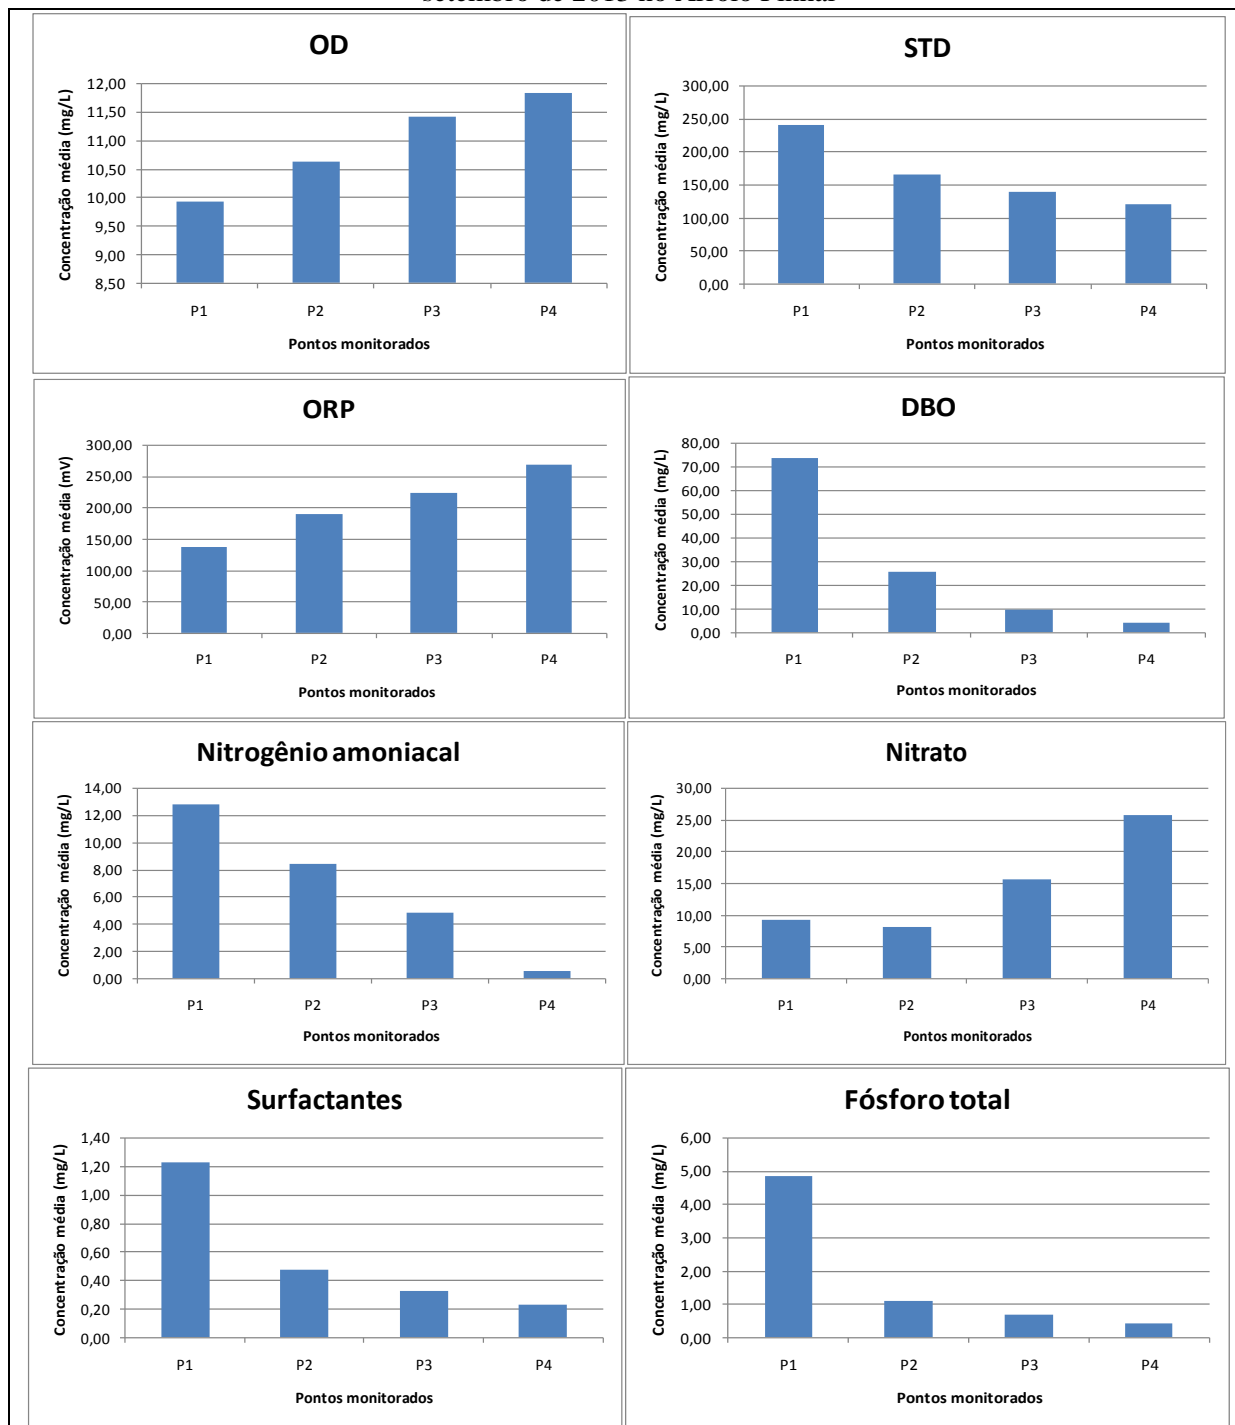 setembro de 2013 no Arroio Pinhal
OD
Concentração média (mg/L)
12,00
11,50
11,00
10,50
10,00
9,50
9,00
8,50
P1 P2 P3 P4
Pontos monitorados
STD
Concentração média (mg/L)
300,00
250,00
200,00
150,00
100,00
50,00
0,00
P1 P2 P3 P4
Pontos monitorados
ORP
Concentração média (mV)
300,00
250,00
200,00
150,00
100,00
50,00
0,00
P1 P2 P3 P4
Pontos monitorados
DBO
Concentração média (mg/L)
80,00
70,00
60,00
50,00
40,00
30,00
20,00
10,00
0,00
P1 P2 P3 P4
Pontos monitorados
Nitrogênio amoniacal
Concentração média (mg/L)
14,00
12,00
10,00
8,00
6,00
4,00
2,00
0,00
P1 P2 P3 P4
Pontos monitorados
Nitrato
Concentração média (mg/L)
30,00
25,00
20,00
15,00
10,00
5,00
0,00
P1 P2 P3 P4
Pontos monitorados
Surfactantes
Concentração média (mg/L)
1,40
1,20
1,00
0,80
0,60
0,40
0,20
0,00
P1 P2 P3 P4
Pontos monitorados
Fósforo total
Concentração média (mg/L)
6,00
5,00
4,00
3,00
2,00
1,00
0,00
P1 P2 P3 P4
Pontos monitorados